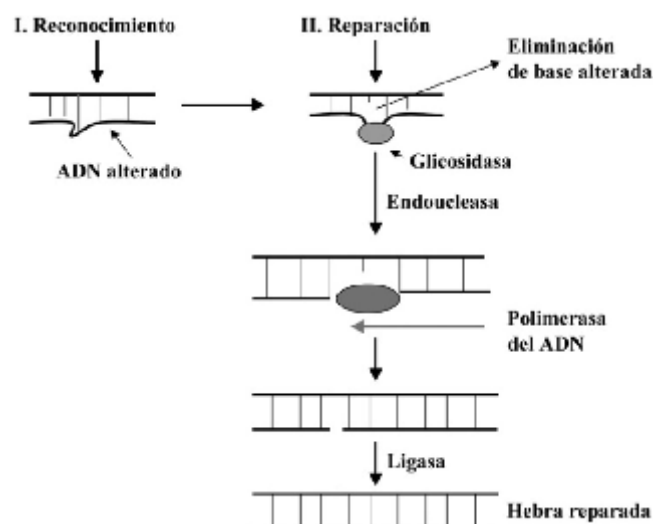 I. Reconocimiento
II. Reparación
Eliminación
de base alterada
ADN alterado
Glicosidasa
Endoucleasa
Polimerasa
del ADN
Ligasa
Hebra reparada